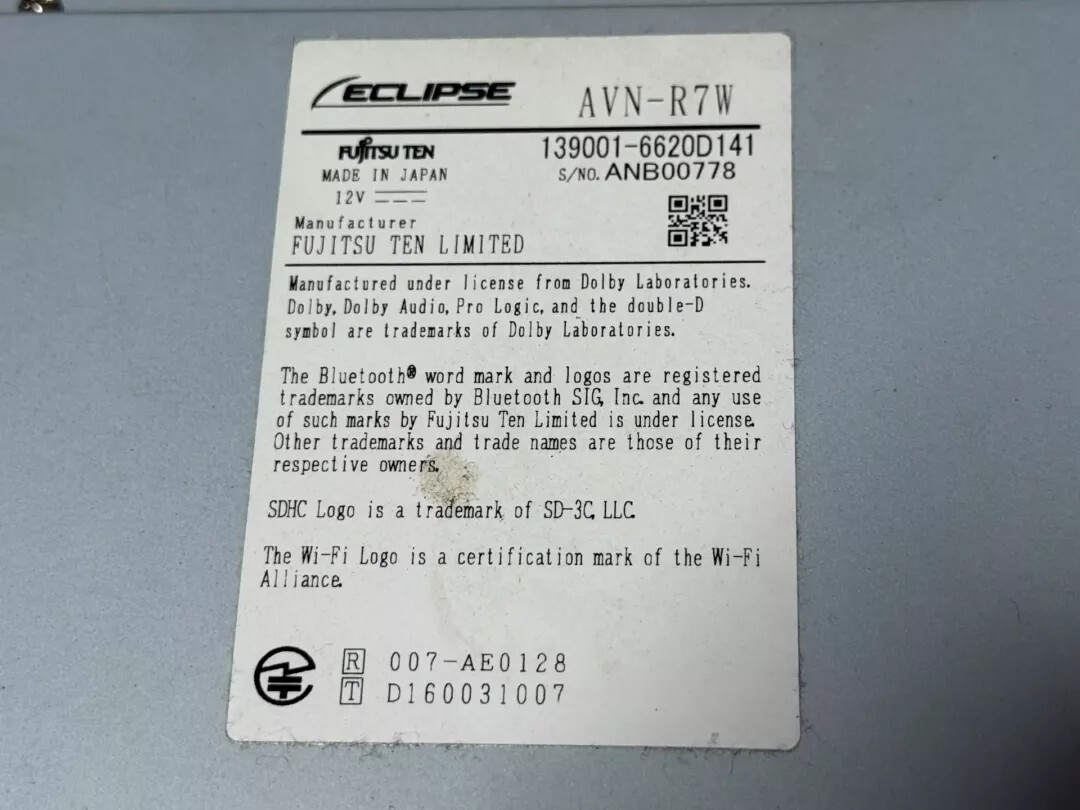 ECLIPSE AVN-R7W
FUJITSU TEN 139001-6620D141
MADE IN JAPAN S/NO. ANB00778
12V
Manufacturer
FUJITSU TEN LIMITED
Manufactured under license from Dolby Laboratories.
Dolby, Dolby Audio, Pro Logic, and the double-D
symbol are trademarks of Dolby Laboratories.
The Bluetooth® word mark and logos are registered
trademarks owned by Bluetooth SIG, Inc. and any use
of such marks by Fujitsu Ten Limited is under license.
Other trademarks and trade names are those of their
respective owners.
SDHC Logo is a trademark of SD-3C, LLC.
The Wi-Fi Logo is a certification mark of the Wi-Fi
Alliance.
R 007-AE0128
T D160031007